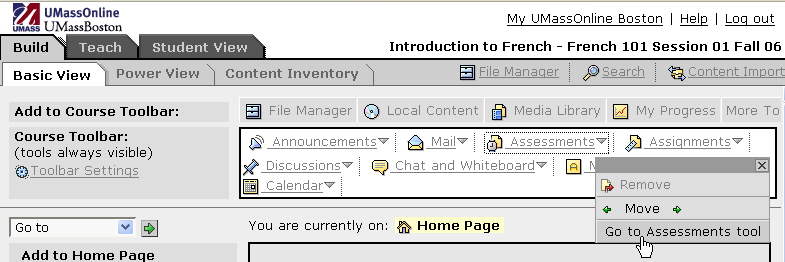 UMassOnline
UMASS UMassBoston
My UMassOnline Boston | Help | Log out
Build Teach Student View
Introduction to French - French 101 Session 01 Fall 06
Basic View Power View Content Inventory
File Manager Search Content Import
Add to Course Toolbar:
File Manager Local Content Media Library My Progress More To
Course Toolbar:
(tools always visible)
Toolbar Settings
Announcements Mail Assessments Assignments
Discussions Chat and Whiteboard
Calendar
Remove
Move
Go to Assessments tool
Go to
You are currently on: Home Page
Add to Home Page